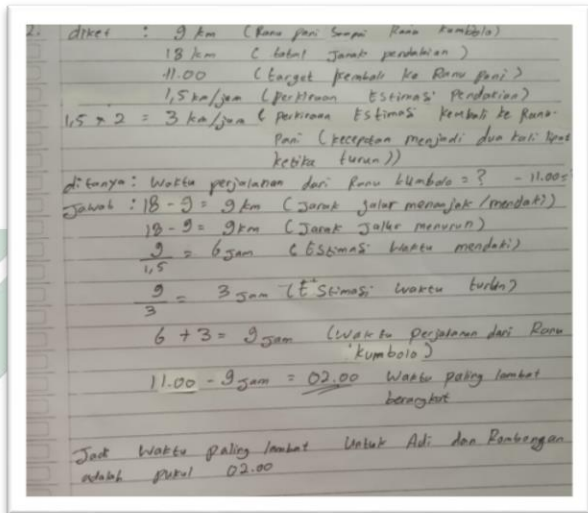 2. diket : 9 km (Ranu pani Sampai Ranu Kumbolo)
18 km (total Jarak pendakian)
11.00 (target kembali ke Ranu pani)
1,5 km/jam (perkiraan Estimasi Pendakian)
1,5 x 2 = 3 km/jam (perkiraan Estimasi kembali ke Ranu
Pani (kecepatan menjadi dua kali lipat
ketika turun))
ditanya : Waktu perjalanan dari Ranu kumbolo = ? - 11.00
Jawab : 18 - 9 = 9 km (Jarak jalur menanjak/mendaki)
18 - 9 = 9 km (Jarak Jalur menurun)
9/1,5 = 6 jam (Estimasi waktu mendaki)
9/3 = 3 jam (Estimasi waktu turun)
6 + 3 = 9 jam (waktu perjalanan dari Ranu
Kumbolo)
11.00 - 9 jam = 02.00 Waktu paling lambat
berangkat
Jadi Waktu paling lambat Untuk Adi dan Rombongan
adalah pukul 02.00